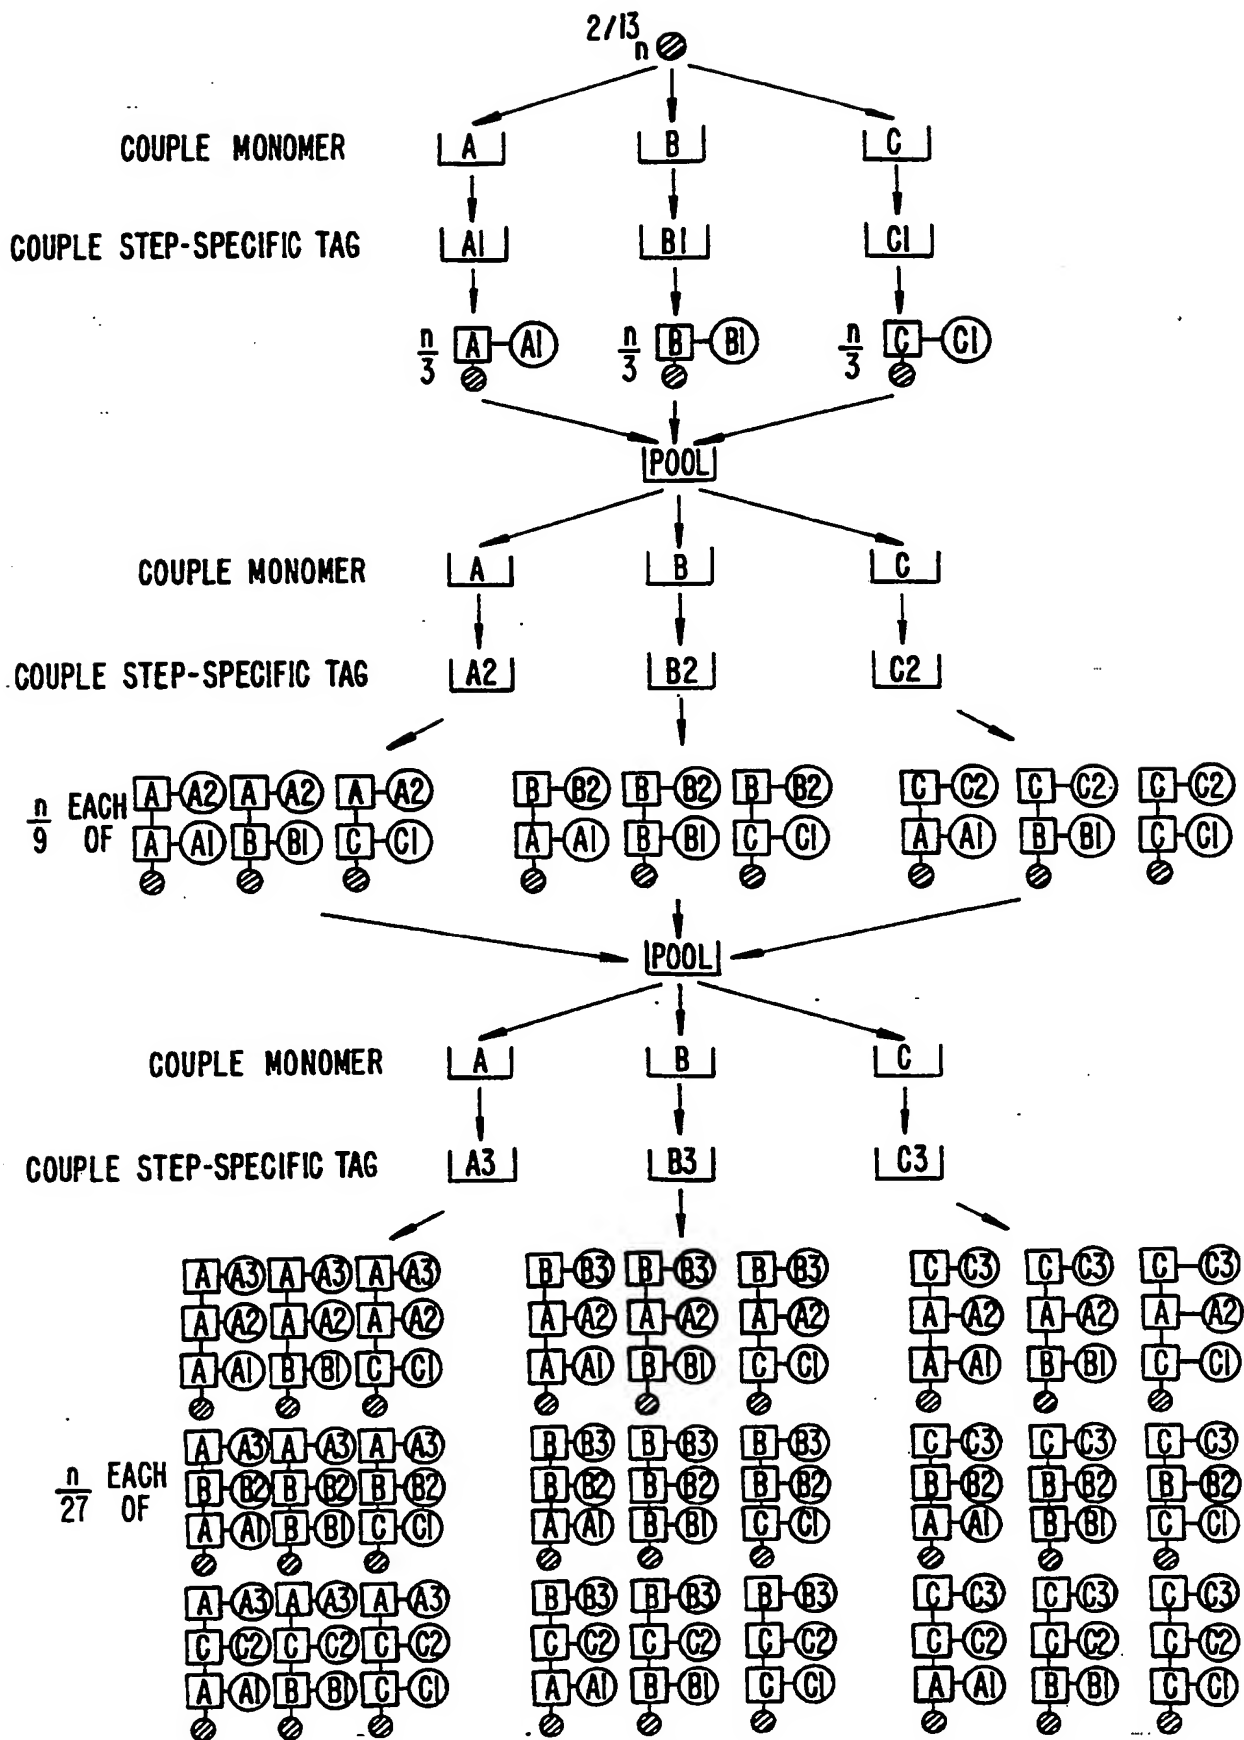 2/13
n
COUPLE MONOMER A B C
COUPLE STEP-SPECIFIC TAG A1 B1 C1
n/3 A A1 n/3 B B1 n/3 C C1
POOL
COUPLE MONOMER A B C
COUPLE STEP-SPECIFIC TAG A2 B2 C2
A A2 A A2 A A2 B B2 B B2 B B2 C C2 C C2 C C2
n/9 EACH OF
A A1 B B1 C C1 A A1 B B1 C C1 A A1 B B1 C C1
POOL
COUPLE MONOMER A B C
COUPLE STEP-SPECIFIC TAG A3 B3 C3
A A3 A A3 A A3 B B3 B B3 B B3 C C3 C C3 C C3
A A2 A A2 A A2 A A2 A A2 A A2 A A2 A A2 A A2
A A1 B B1 C C1 A A1 B B1 C C1 A A1 B B1 C C1
A A3 A A3 A A3 B B3 B B3 B B3 C C3 C C3 C C3
n/27 EACH OF
B B2 B B2 B B2 B B2 B B2 B B2 B B2 B B2 B B2
A A1 B B1 C C1 A A1 B B1 C C1 A A1 B B1 C C1
A A3 A A3 A A3 B B3 B B3 B B3 C C3 C C3 C C3
C C2 C C2 C C2 C C2 C C2 C C2 C C2 C C2 C C2
A A1 B B1 C C1 A A1 B B1 C C1 A A1 B B1 C C1